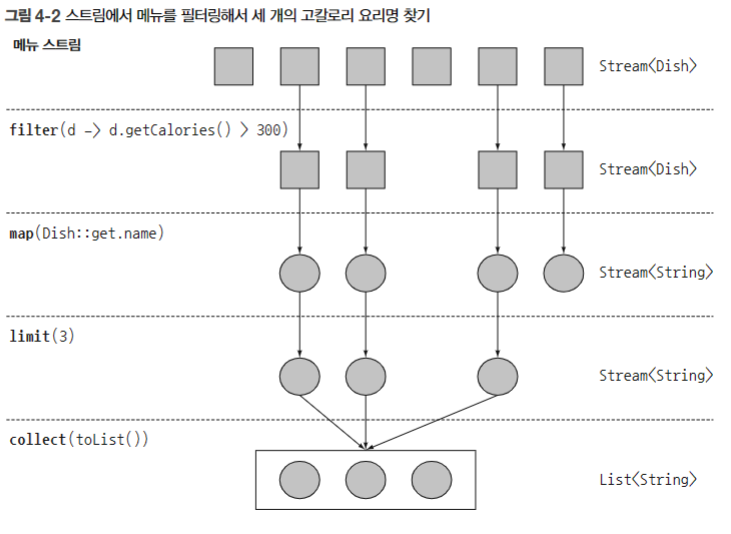 그림 4-2 스트림에서 메뉴를 필터링해서 세 개의 고칼로리 요리명 찾기
메뉴 스트림
Stream<Dish>
filter(d -> d.getCalories() > 300)
Stream<Dish>
map(Dish::get.name)
Stream<String>
limit(3)
Stream<String>
collect(toList())
List<String>